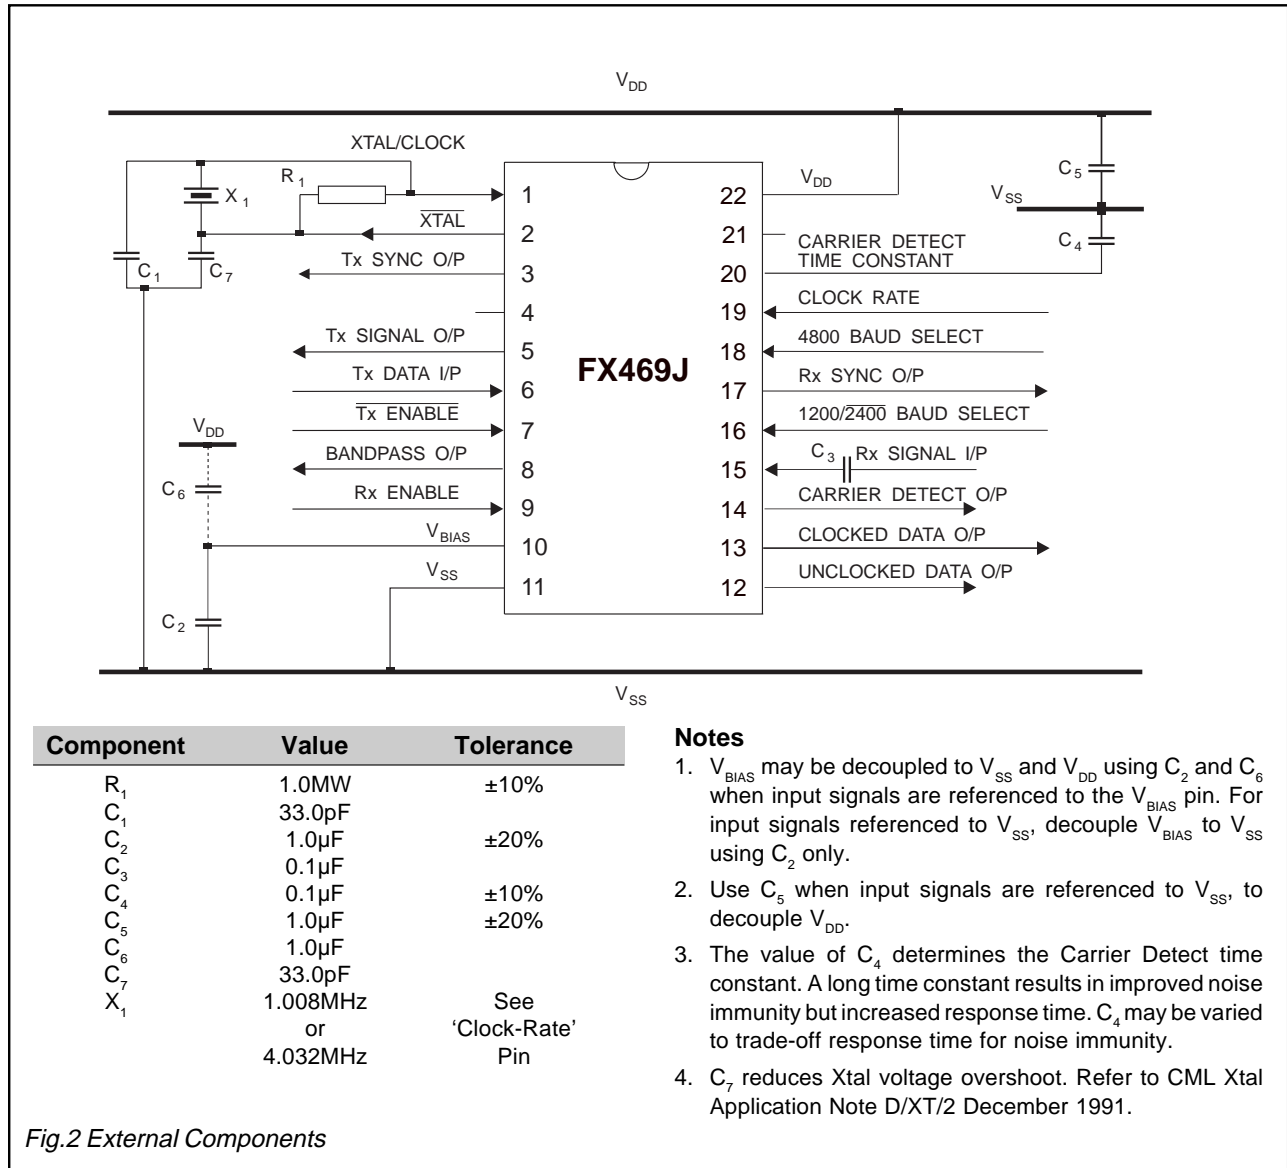 V_DD
XTAL/CLOCK
R_1
X_1
XTAL
C_1
C_7
Tx SYNC O/P
Tx SIGNAL O/P
Tx DATA I/P
Tx ENABLE
V_DD
BANDPASS O/P
C_6
Rx ENABLE
V_BIAS
V_SS
C_2
1
2
3
4
5
6
7
8
9
10
11
FX469J
22
21
20
19
18
17
16
15
14
13
12
V_DD
C_5
V_SS
C_4
CARRIER DETECT
TIME CONSTANT
CLOCK RATE
4800 BAUD SELECT
Rx SYNC O/P
1200/2400 BAUD SELECT
C_3 Rx SIGNAL I/P
CARRIER DETECT O/P
CLOCKED DATA O/P
UNCLOCKED DATA O/P
V_SS
Component Value Tolerance
R_1 1.0MW ±10%
C_1 33.0pF
C_2 1.0µF ±20%
C_3 0.1µF
C_4 0.1µF ±10%
C_5 1.0µF ±20%
C_6 1.0µF
C_7 33.0pF
X_1 1.008MHz See
or ‘Clock-Rate’
4.032MHz Pin
Notes
1. V_BIAS may be decoupled to V_SS and V_DD using C_2 and C_6
when input signals are referenced to the V_BIAS pin. For
input signals referenced to V_SS, decouple V_BIAS to V_SS
using C_2 only.
2. Use C_5 when input signals are referenced to V_SS, to
decouple V_DD.
3. The value of C_4 determines the Carrier Detect time
constant. A long time constant results in improved noise
immunity but increased response time. C_4 may be varied
to trade-off response time for noise immunity.
4. C_7 reduces Xtal voltage overshoot. Refer to CML Xtal
Application Note D/XT/2 December 1991.
Fig.2 External Components